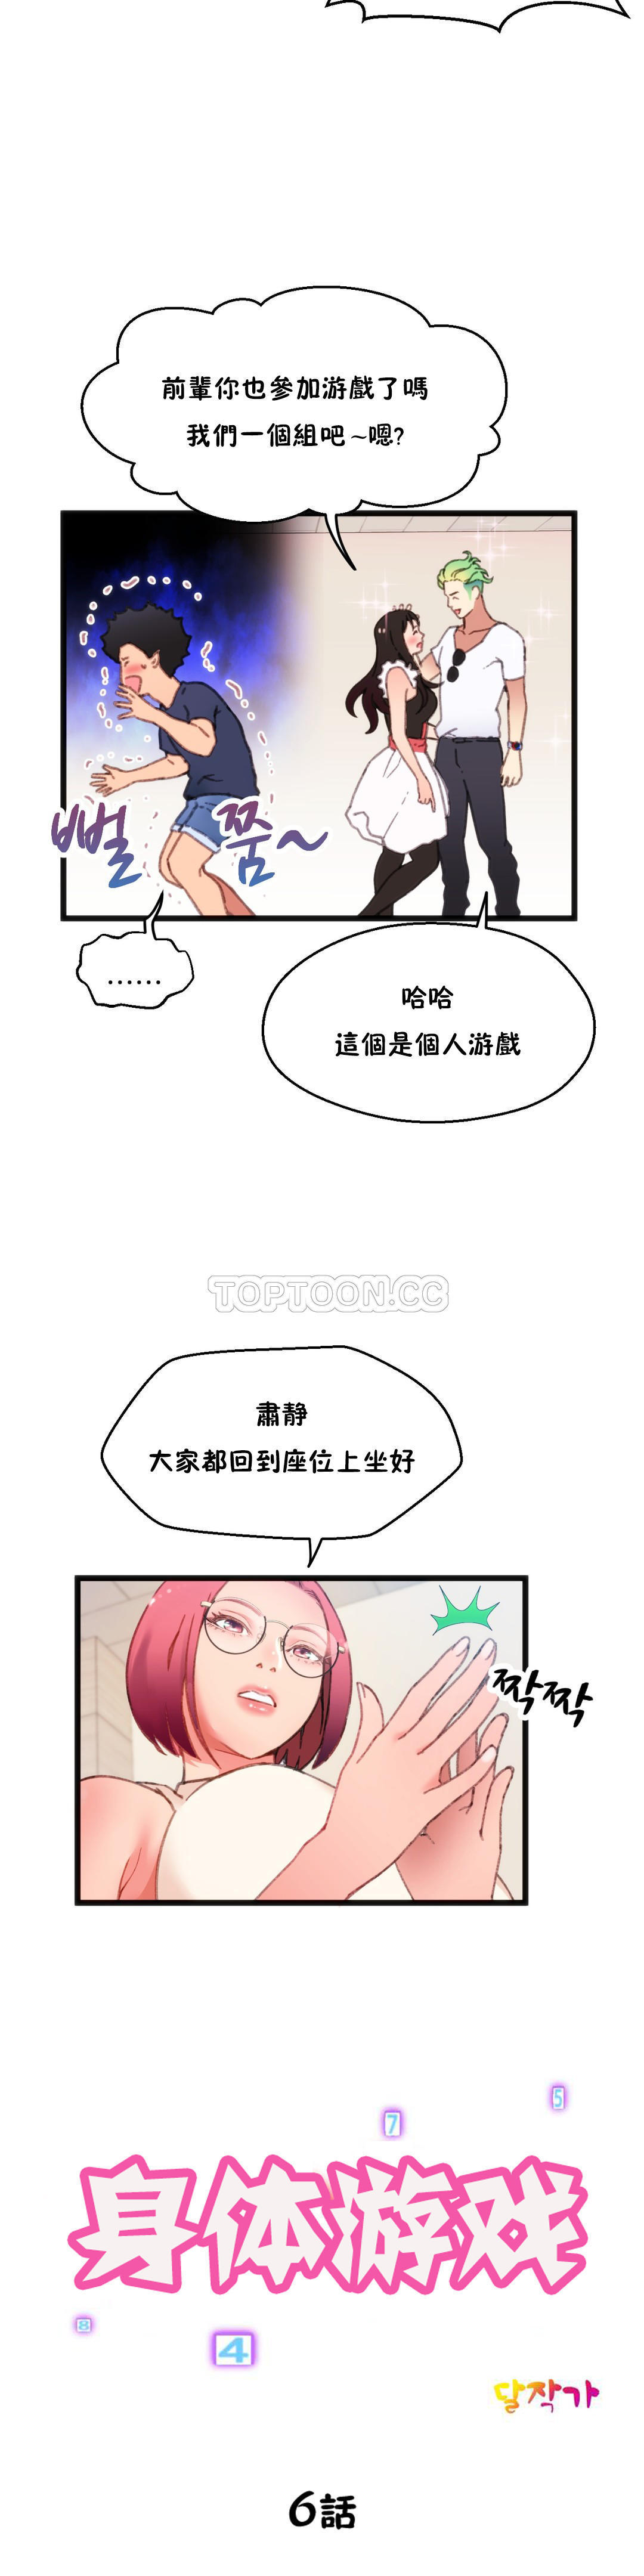 前輩你也參加游戲了嗎
我們一個組吧~嗯?
뻘
쭘~
......
哈哈
這個是個人游戲
TOPTOON.CC
肅静
大家都回到座位上坐好
짝짝
5
7
身体游戏
8
4
달작가
6話